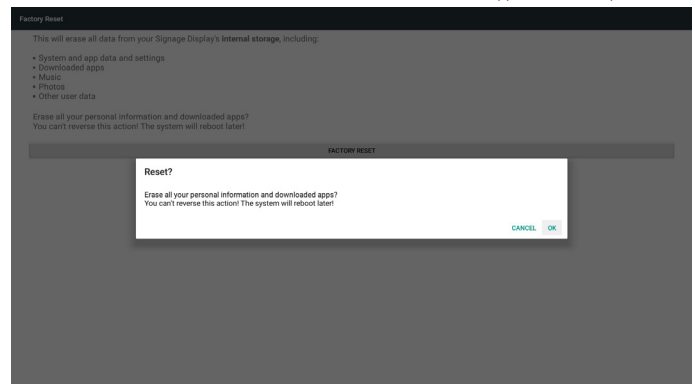 Factory Reset
This will erase all data from your Signage Display's internal storage, including:
• System and app data and settings
• Downloaded apps
• Music
• Photos
• Other user data
Erase all your personal information and downloaded apps?
You can't reverse this action! The system will reboot later!
FACTORY RESET
Reset?
Erase all your personal information and downloaded apps?
You can't reverse this action! The system will reboot later!
CANCEL OK